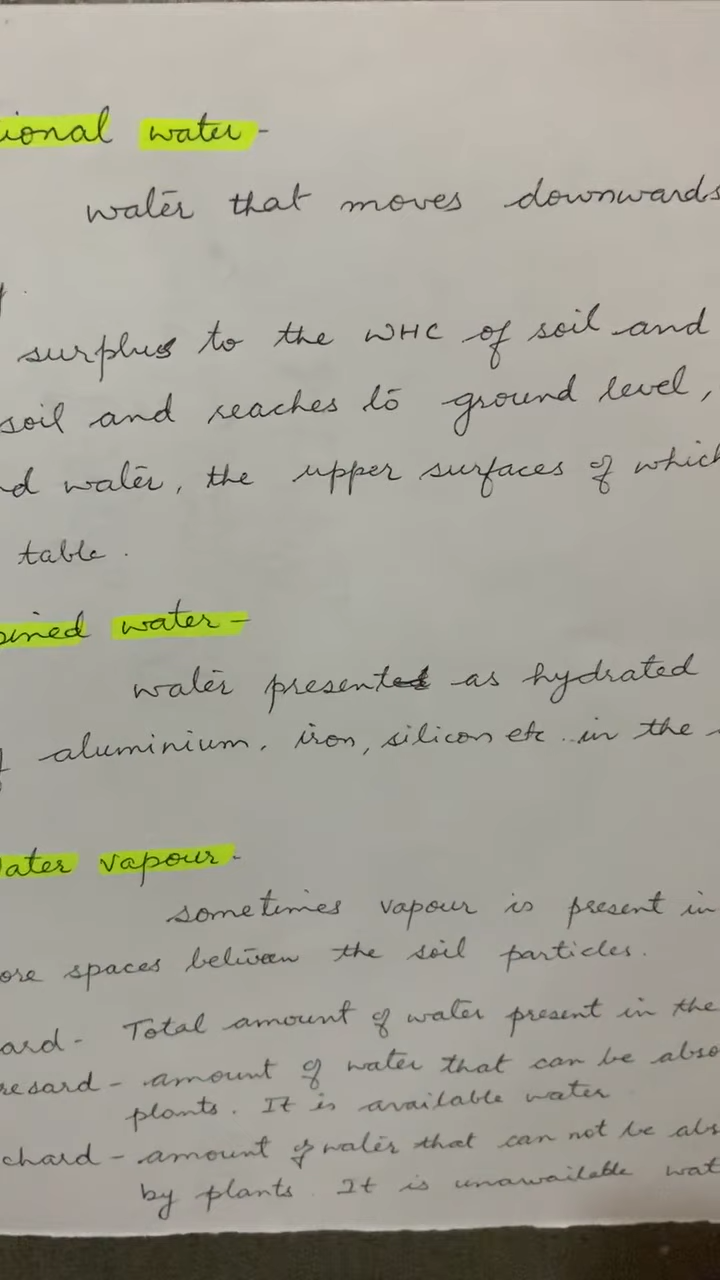 ional water -
water that moves downwards
surplus to the WHC of soil and
soil and reaches to ground level,
nd water, the upper surfaces of which
table.
bined water -
water present as hydrated
aluminium, iron, silicon etc. in the
ater vapour -
sometimes vapour is present in
ore spaces between the soil particles.
ard - Total amount of water present in the
resard - amount of water that can be abso
plants. It is available water
chard - amount of water that can not be abs
by plants. It is unavailable wat